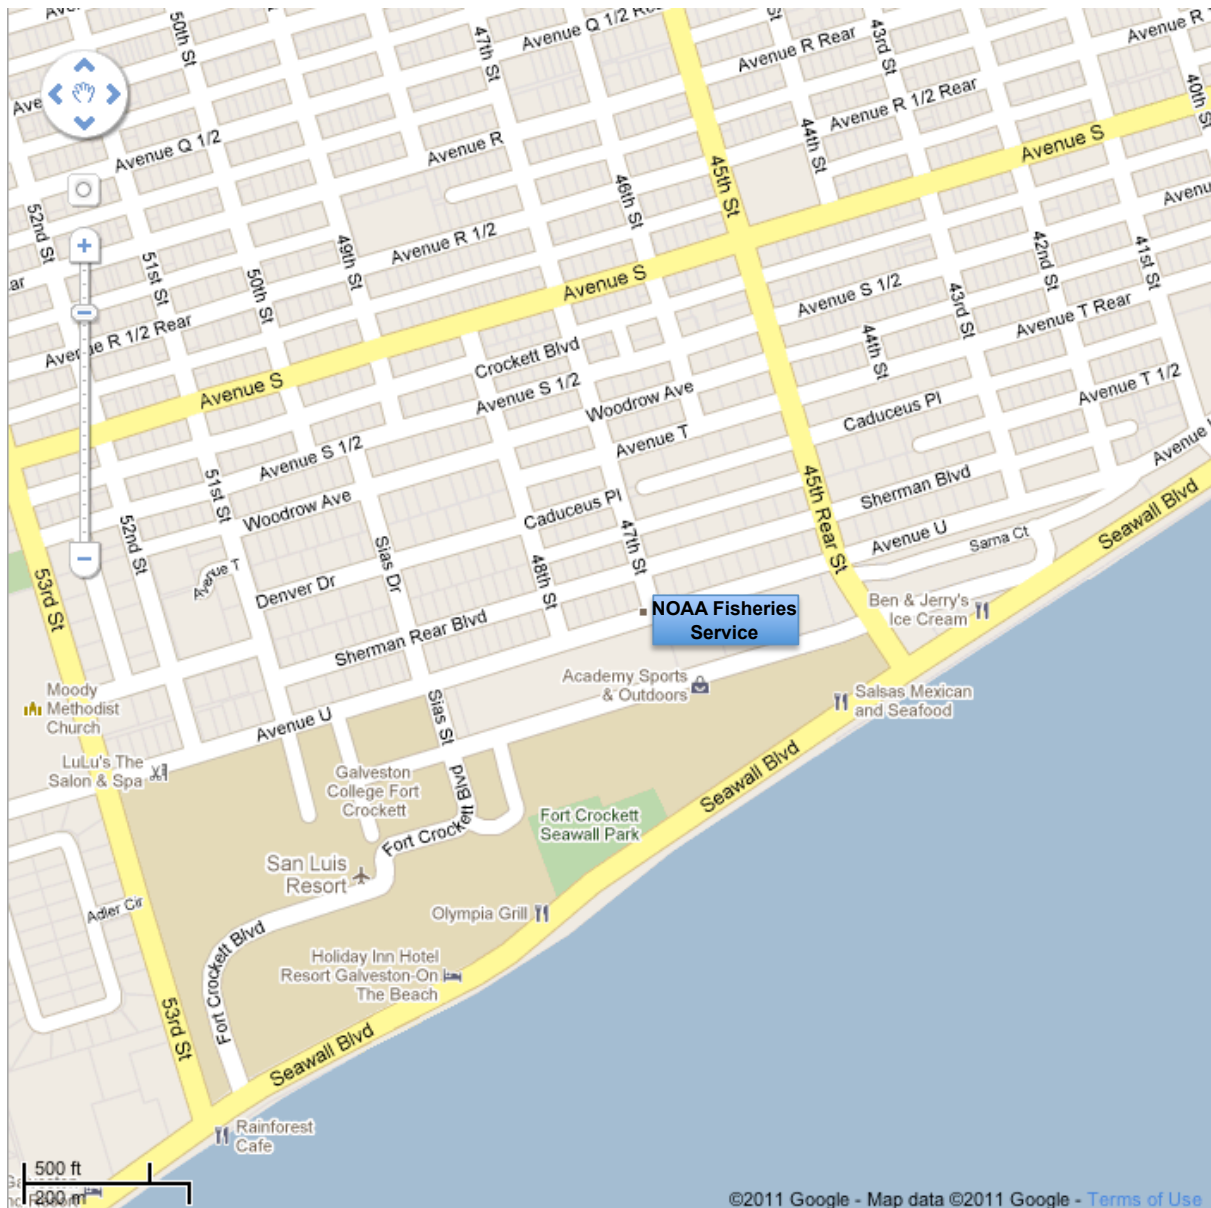 50th St
47th St
Avenue Q 1/2 Re
Avenue R Rear
43rd St
Avenue R
40th St
Ave
Avenue Q 1/2
Avenue R
44th St
Avenue R 1/2 Rear
Avenue S
45th St
46th St
Avenu
52nd St
51st St
50th St
49th St
Avenue R 1/2
Avenue S
42nd St
41st St
ar
Avenue R 1/2 Rear
Avenue S 1/2
43rd St
Avenue T Rear
44th St
Crockett Blvd
Avenue S
Avenue S 1/2
Woodrow Ave
Avenue T 1/2
Caduceus Pl
Avenue T
Avenue
Avenue S 1/2
51st St
Woodrow Ave
Caduceus Pl
45th Rear St
Sherman Blvd
Seawall Blvd
52nd St
47th St
Avenue U
Sama Ct
Sias Dr
48th St
53rd St
Avenue T
Denver Dr
NOAA Fisheries
Service
Ben & Jerry's
Ice Cream
Sherman Rear Blvd
Academy Sports
& Outdoors
Salsas Mexican
and Seafood
Moody
Methodist
Church
Avenue U
Sias St
LuLu's The
Salon & Spa
Galveston
College Fort
Crockett
Seawall Blvd
Fort Crockett Blvd
Fort Crockett
Seawall Park
San Luis
Resort
Adler Cir
Olympia Grill
Fort Crockett Blvd
Holiday Inn Hotel
Resort Galveston-On
The Beach
53rd St
Seawall Blvd
Rainforest
Cafe
500 ft
200 m
©2011 Google - Map data ©2011 Google - Terms of Use